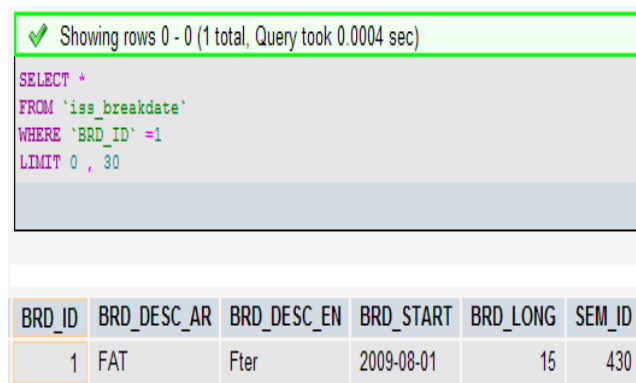 Showing rows 0 - 0 (1 total, Query took 0.0004 sec)
SELECT *
FROM `iss_breakdate`
WHERE `BRD_ID` =1
LIMIT 0 , 30
BRD_ID BRD_DESC_AR BRD_DESC_EN BRD_START BRD_LONG SEM_ID
1 FAT Fter 2009-08-01 15 430